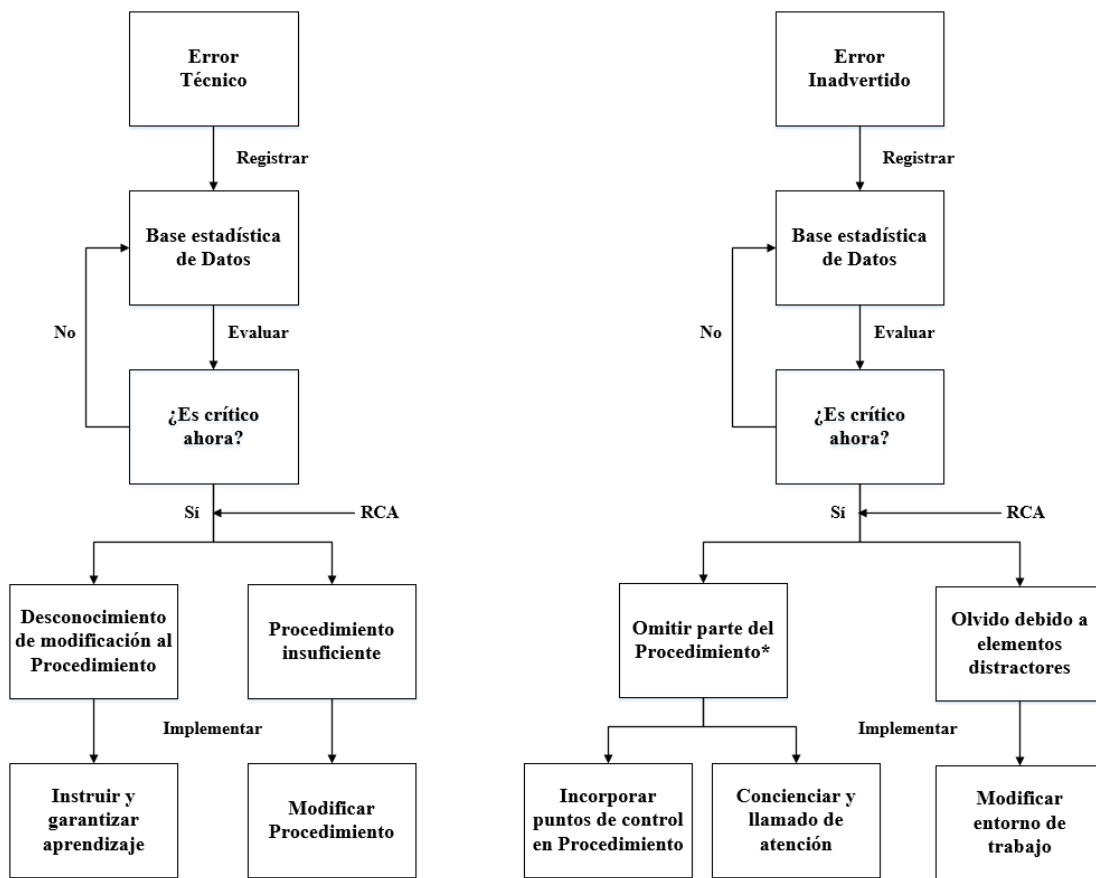 Error
Técnico
Registrar
Base estadística
de Datos
No
Evaluar
¿Es crítico
ahora?
Sí
RCA
Desconocimiento
de modificación al
Procedimiento
Procedimiento
insuficiente
Implementar
Instruir y
garantizar
aprendizaje
Modificar
Procedimiento
Error
Inadvertido
Registrar
Base estadística
de Datos
No
Evaluar
¿Es crítico
ahora?
Sí
RCA
Omitir parte del
Procedimiento*
Olvido debido a
elementos
distractores
Implementar
Incorporar
puntos de control
en Procedimiento
Concienciar y
llamado de
atención
Modificar
entorno de
trabajo